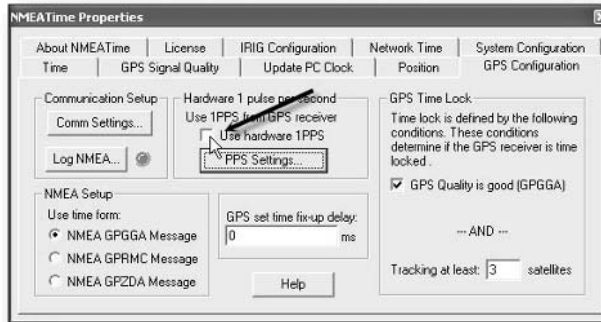 NMEATime Properties
About NMEATime
License
IRIG Configuration
Network Time
System Configuration
Time
GPS Signal Quality
Update PC Clock
Position
GPS Configuration
Communication Setup
Comm Settings...
Log NMEA...
Hardware 1 pulse per second
Use 1PPS from GPS receiver
Use hardware 1PPS
PPS Settings...
GPS Time Lock
Time lock is defined by the following
conditions. These conditions
determine if the GPS receiver is time
locked .
GPS Quality is good (GPGGA)
--- AND ---
Tracking at least: 3 satellites
NMEA Setup
Use time form:
NMEA GPGGA Message
NMEA GPRMC Message
NMEA GPZDA Message
GPS set time fix-up delay:
0 ms
Help